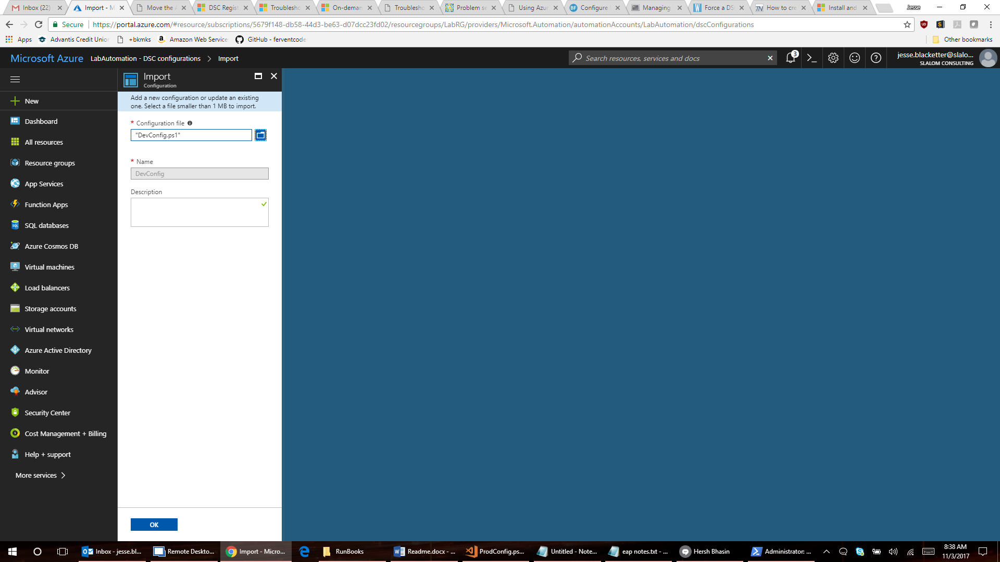 Inbox (22)
Import - M
Move the A
DSC Regist
Troublesho
On-deman
Troublesho
Problem se
Using Azur
Configure
Managing
Force a DS
How to cre
Install and
Jesse
Secure
https://portal.azure.com/#resource/subscriptions/5679f148-db58-44d3-be63-d07dcc23fd02/resourcegroups/LabRG/providers/Microsoft.Automation/automationAccounts/LabAutomation/dscConfigurations
Apps
Advantis Credit Union
+bkmks
Amazon Web Service
GitHub - ferventcode
Other bookmarks
Microsoft Azure
LabAutomation - DSC configurations
Import
Search resources, services and docs
3
jesse.blacketter@slalo...
SLALOM CONSULTING
Import
Configuration
New
Dashboard
All resources
Resource groups
App Services
Function Apps
SQL databases
Azure Cosmos DB
Virtual machines
Load balancers
Storage accounts
Virtual networks
Azure Active Directory
Monitor
Advisor
Security Center
Cost Management + Billing
Help + support
More services
Add a new configuration or update an existing
one. Select a file smaller than 1 MB to import.
* Configuration file
"DevConfig.ps1"
* Name
DevConfig
Description
OK
Inbox - jesse.bl...
Remote Deskto...
Import - Micro...
RunBooks
Readme.docx - ...
ProdConfig.ps...
Untitled - Note...
eap notes.txt - ...
Hersh Bhasin
Administrator: ...
8:38 AM
11/3/2017